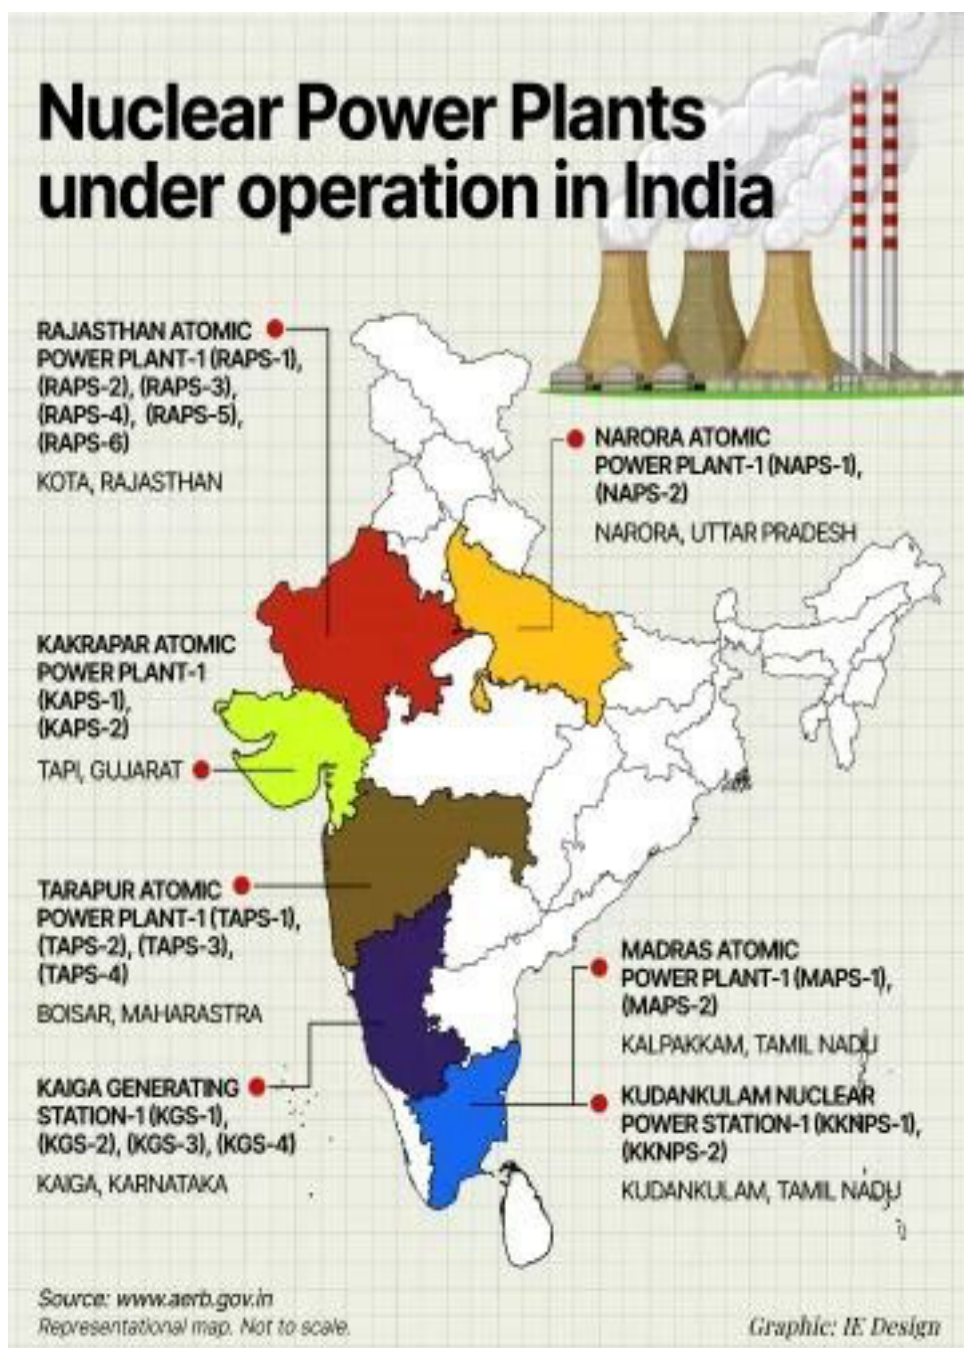 Nuclear Power Plants
under operation in India
RAJASTHAN ATOMIC
POWER PLANT-1 (RAPS-1),
(RAPS-2), (RAPS-3),
(RAPS-4), (RAPS-5),
(RAPS-6)
KOTA, RAJASTHAN
NARORA ATOMIC
POWER PLANT-1 (NAPS-1),
(NAPS-2)
NARORA, UTTAR PRADESH
KAKRAPAR ATOMIC
POWER PLANT-1
(KAPS-1),
(KAPS-2)
TAPI, GUJARAT
TARAPUR ATOMIC
POWER PLANT-1 (TAPS-1),
(TAPS-2), (TAPS-3),
(TAPS-4)
BOISAR, MAHARASTRA
MADRAS ATOMIC
POWER PLANT-1 (MAPS-1),
(MAPS-2)
KALPAKKAM, TAMIL NADU
KAIGA GENERATING
STATION-1 (KGS-1),
(KGS-2), (KGS-3), (KGS-4)
KAIGA, KARNATAKA
KUDANKULAM NUCLEAR
POWER STATION-1 (KKNPS-1),
(KKNPS-2)
KUDANKULAM, TAMIL NADU
Source: www.aerb.gov.in
Representational map. Not to scale.
Graphic: IE Design